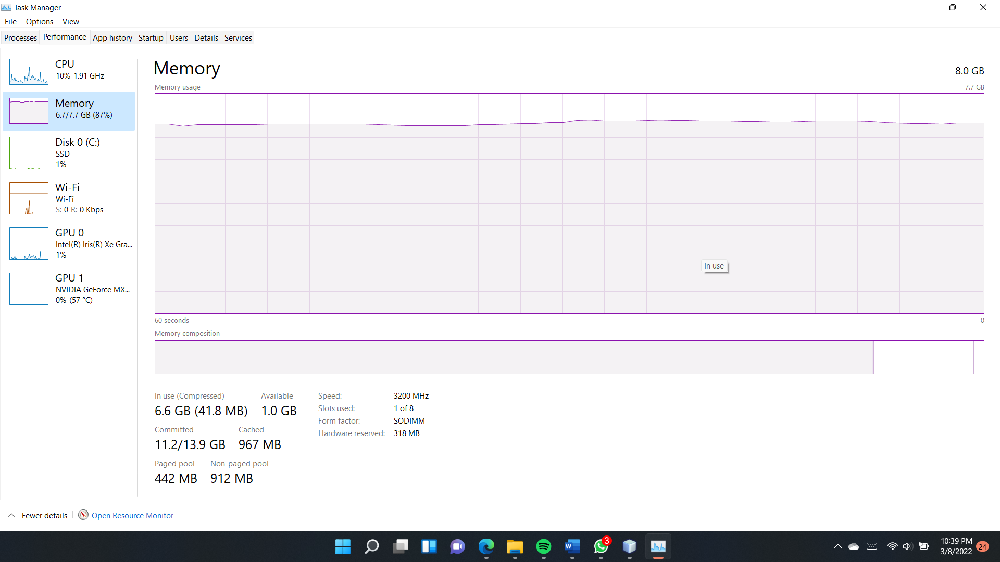 Task Manager
File Options View
Processes Performance App history Startup Users Details Services
CPU
10% 1.91 GHz
Memory
6.7/7.7 GB (87%)
Disk 0 (C:)
SSD
1%
Wi-Fi
Wi-Fi
S: 0 R: 0 Kbps
GPU 0
Intel(R) Iris(R) Xe Gra...
1%
GPU 1
NVIDIA GeForce MX...
0% (57 °C)
Memory 8.0 GB
Memory usage 7.7 GB
In use
60 seconds 0
Memory composition
In use (Compressed) Available
6.6 GB (41.8 MB) 1.0 GB
Committed Cached
11.2/13.9 GB 967 MB
Paged pool Non-paged pool
442 MB 912 MB
Speed: 3200 MHz
Slots used: 1 of 8
Form factor: SODIMM
Hardware reserved: 318 MB
Fewer details Open Resource Monitor
W
3
10:39 PM
3/8/2022
24